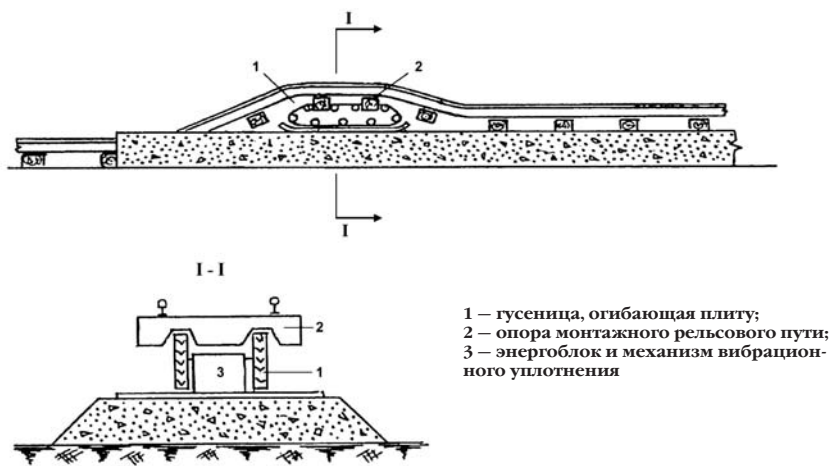 I
1
2
I
I - I
2
1
3
1 — гусеница, огибающая плиту;
2 — опора монтажного рельсового пути;
3 — энергоблок и механизм вибрацион-
ного уплотнения